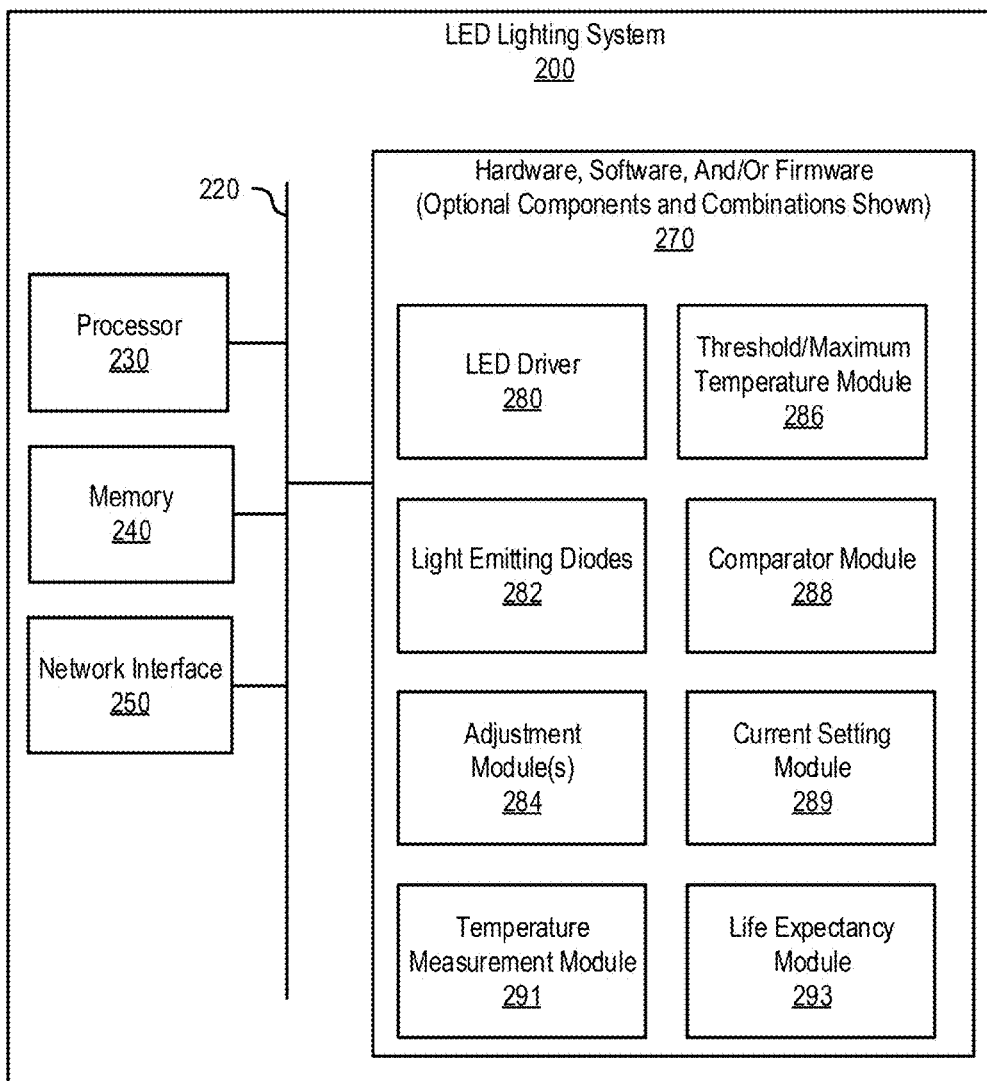 LED Lighting System
200
Hardware, Software, And/Or Firmware
(Optional Components and Combinations Shown)
270
220
Processor
230
Memory
240
Network Interface
250
LED Driver
280
Threshold/Maximum
Temperature Module
286
Light Emitting Diodes
282
Comparator Module
288
Adjustment
Module(s)
284
Current Setting
Module
289
Temperature
Measurement Module
291
Life Expectancy
Module
293